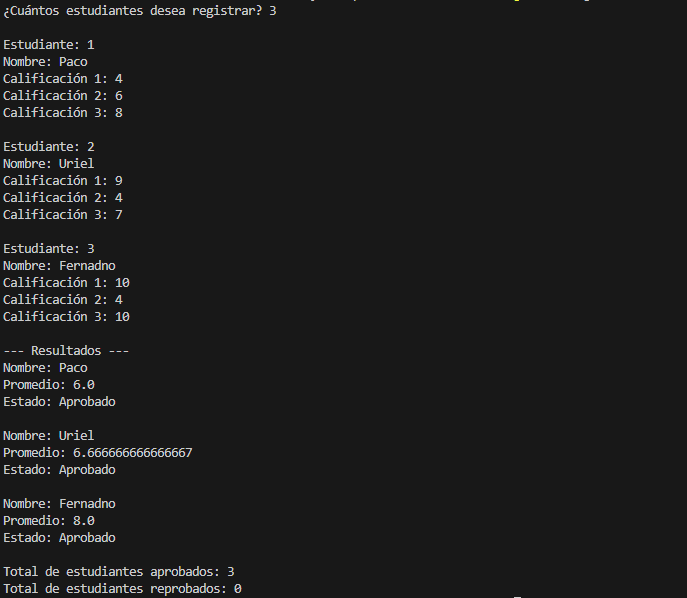 ¿Cuántos estudiantes desea registrar? 3
Estudiante: 1
Nombre: Paco
Calificación 1: 4
Calificación 2: 6
Calificación 3: 8
Estudiante: 2
Nombre: Uriel
Calificación 1: 9
Calificación 2: 4
Calificación 3: 7
Estudiante: 3
Nombre: Fernadno
Calificación 1: 10
Calificación 2: 4
Calificación 3: 10
--- Resultados ---
Nombre: Paco
Promedio: 6.0
Estado: Aprobado
Nombre: Uriel
Promedio: 6.666666666666667
Estado: Aprobado
Nombre: Fernadno
Promedio: 8.0
Estado: Aprobado
Total de estudiantes aprobados: 3
Total de estudiantes reprobados: 0